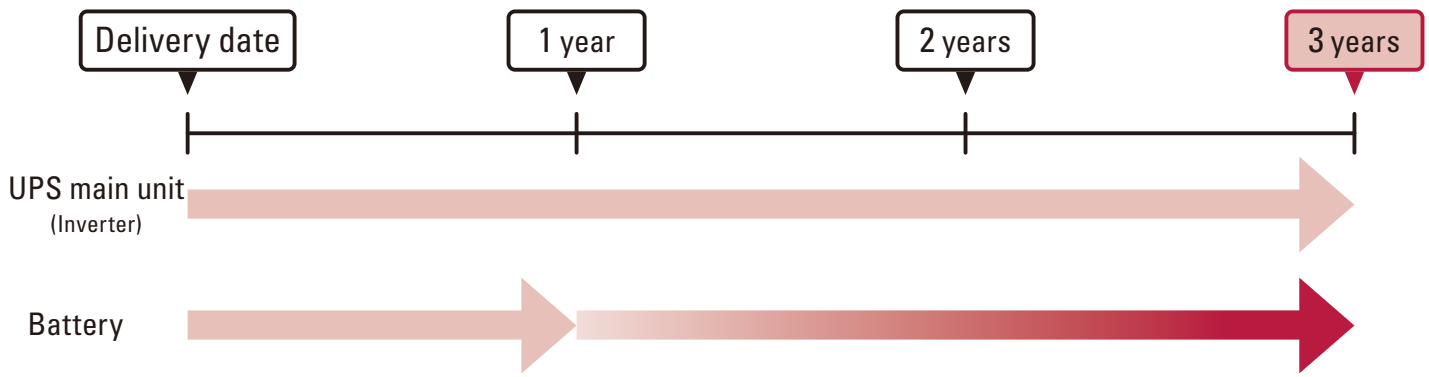 Delivery date
1 year
2 years
3 years
UPS main unit
(Inverter)
Battery